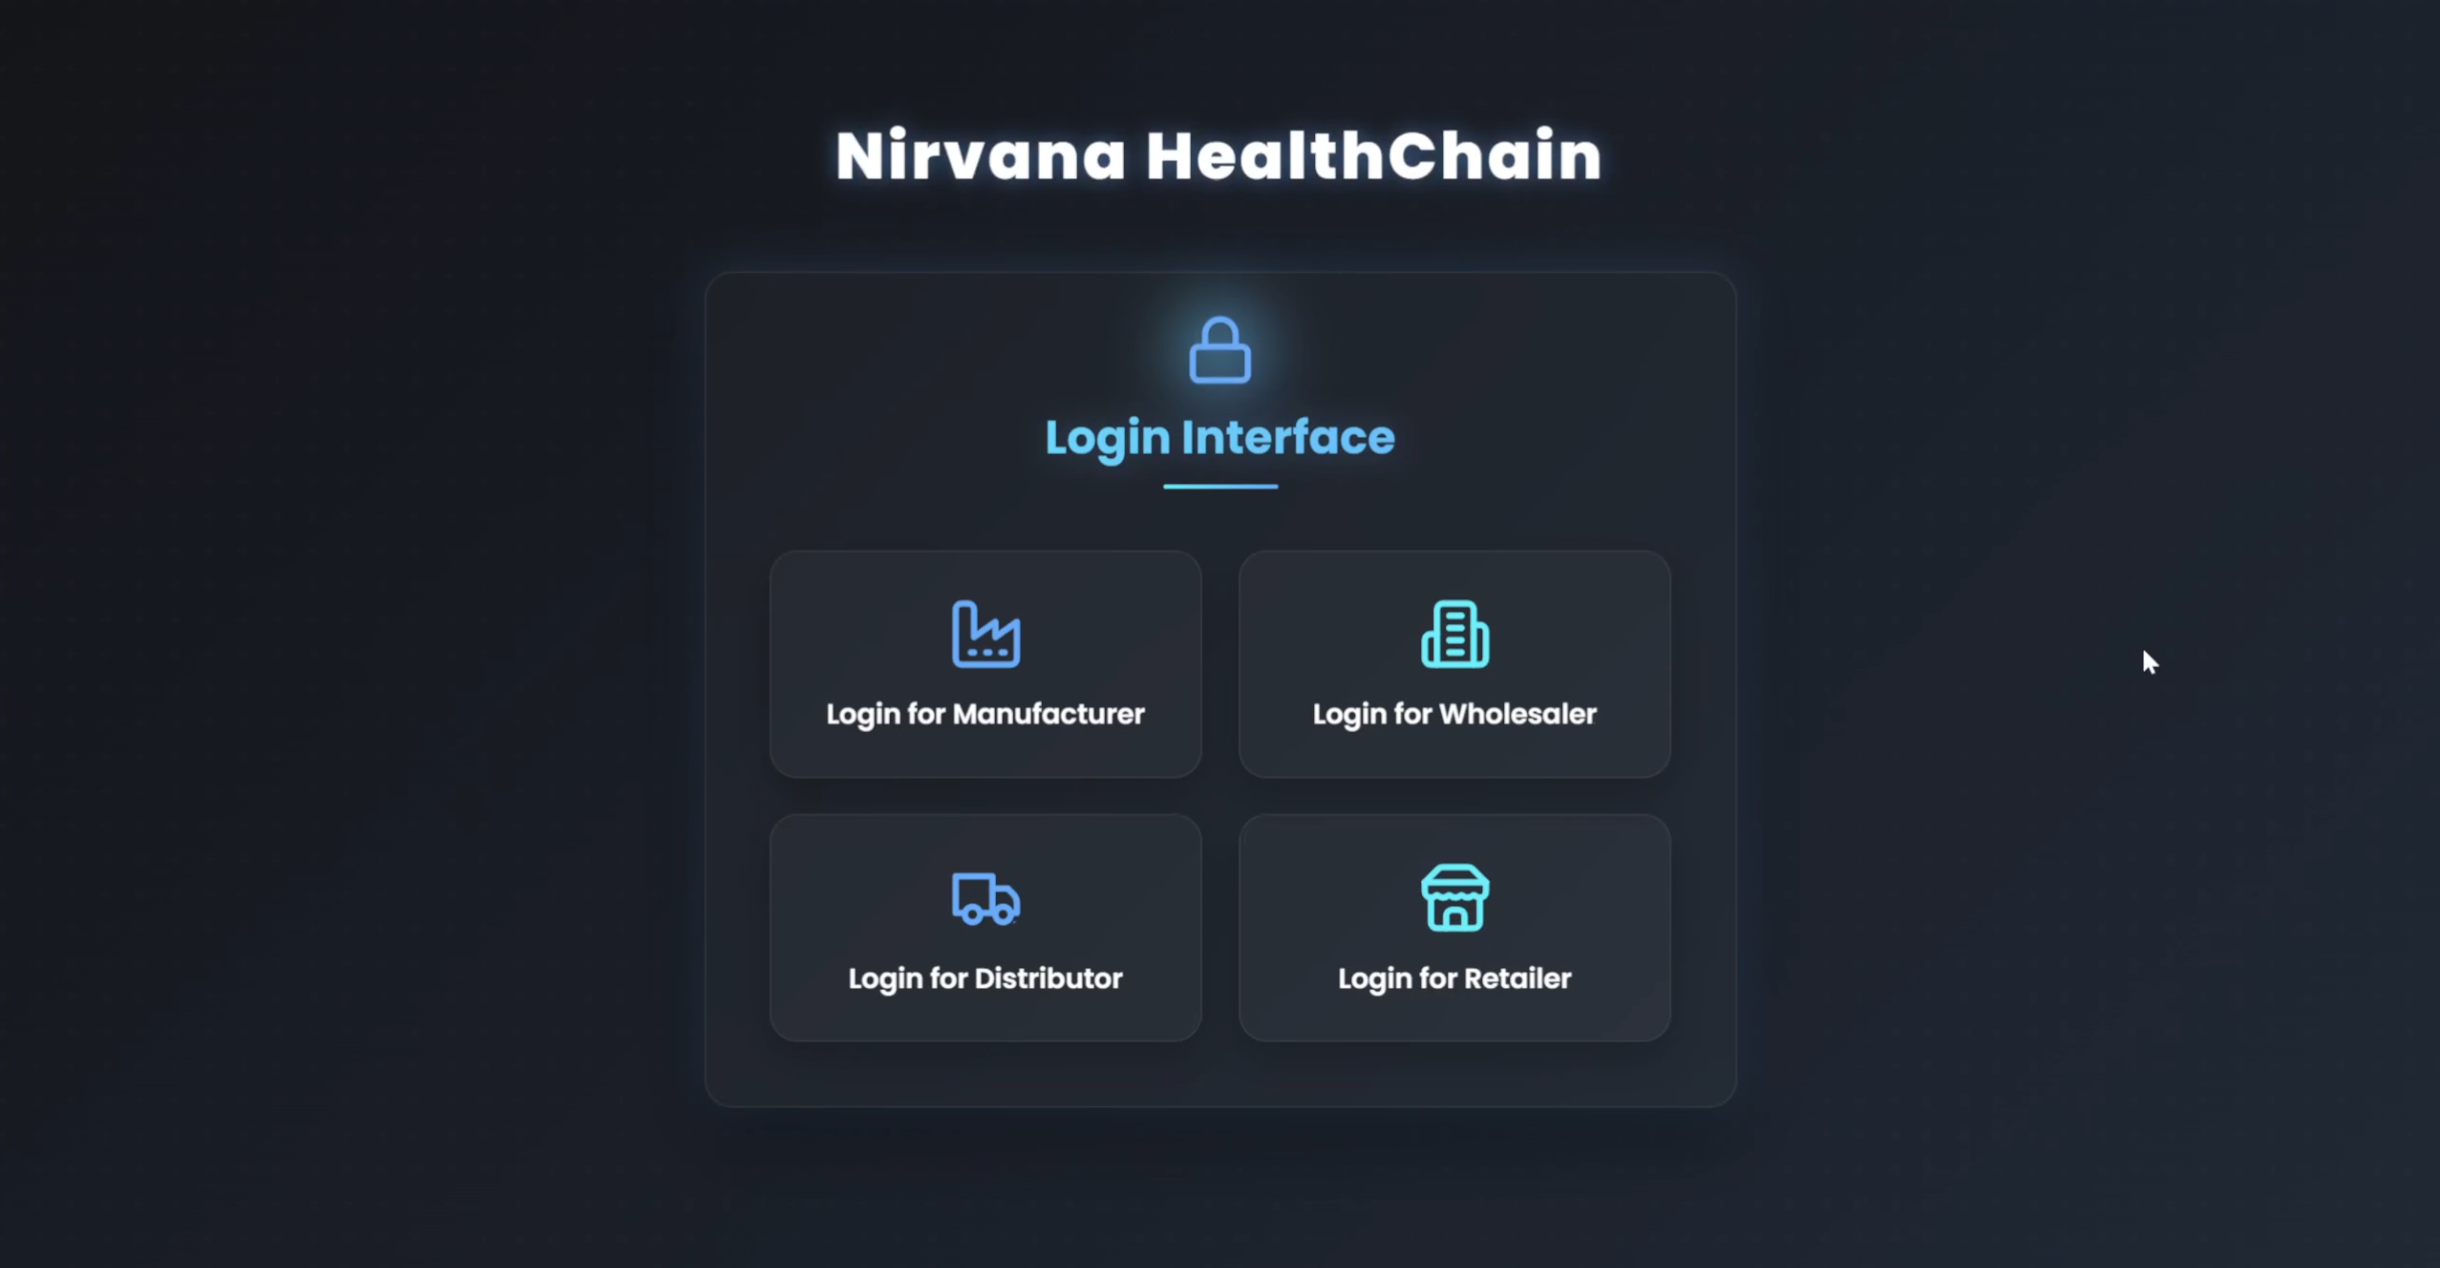 Nirvana HealthChain
Login Interface
Login for Manufacturer
Login for Wholesaler
Login for Distributor
Login for Retailer